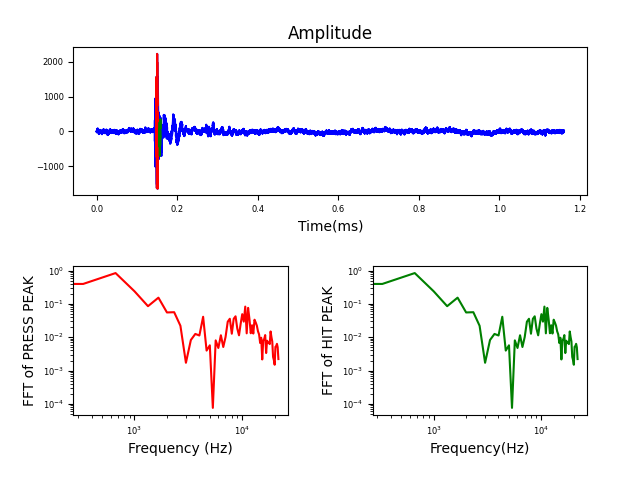 Amplitude
2000
1000
0
−1000
0.0 0.2 0.4 0.6 0.8 1.0 1.2
Time(ms)
FFT of PRESS PEAK
10⁰
10⁻¹
10⁻²
10⁻³
10⁻⁴
10³ 10⁴
Frequency (Hz)
FFT of HIT PEAK
10⁰
10⁻¹
10⁻²
10⁻³
10⁻⁴
10³ 10⁴
Frequency(Hz)